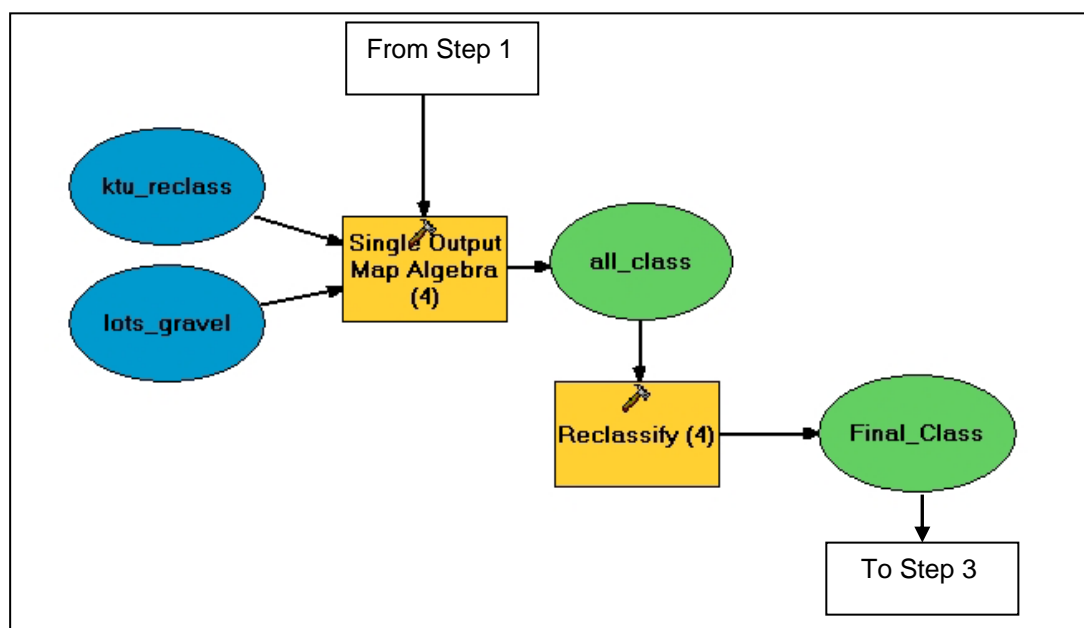 From Step 1
ktu_reclass
lots_gravel
Single Output
Map Algebra
(4)
all_class
Reclassify (4)
Final_Class
To Step 3